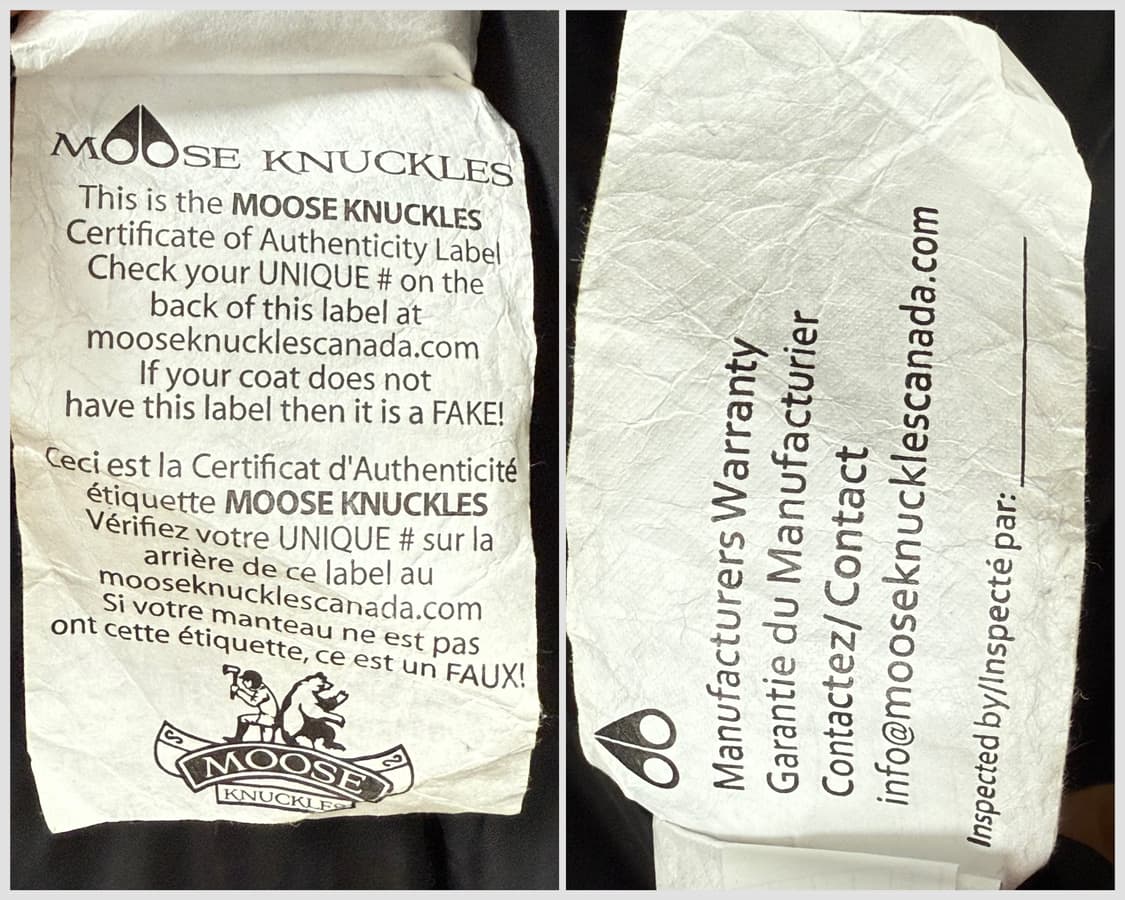 MOOSE KNUCKLES
This is the MOOSE KNUCKLES
Certificate of Authenticity Label
Check your UNIQUE # on the
back of this label at
mooseknucklescanada.com
If your coat does not
have this label then it is a FAKE!
Ceci est la Certificat d'Authenticité
étiquette MOOSE KNUCKLES
Vérifiez votre UNIQUE # sur la
arrière de ce label au
mooseknucklescanada.com
Si votre manteau ne est pas
ont cette étiquette, ce est un FAUX!
MOOSE
KNUCKLES
Manufacturers Warranty
Garantie du Manufacturier
Contactez/ Contact
info@mooseknucklescanada.com
Inspected by/Inspecté par: